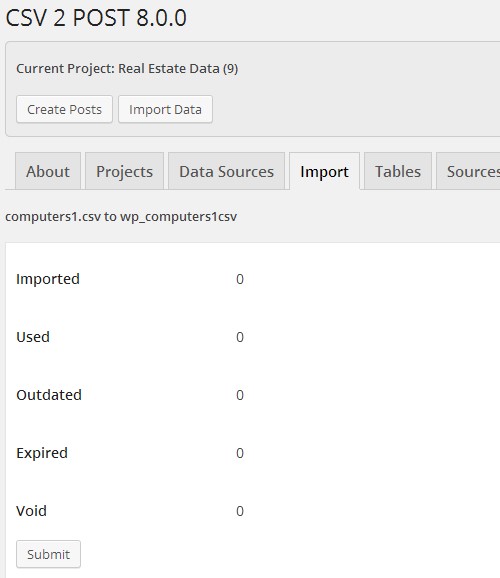 CSV 2 POST 8.0.0
Current Project: Real Estate Data (9)
Create Posts Import Data
About Projects Data Sources Import Tables Sources
computers1.csv to wp_computers1csv
Imported 0
Used 0
Outdated 0
Expired 0
Void 0
Submit